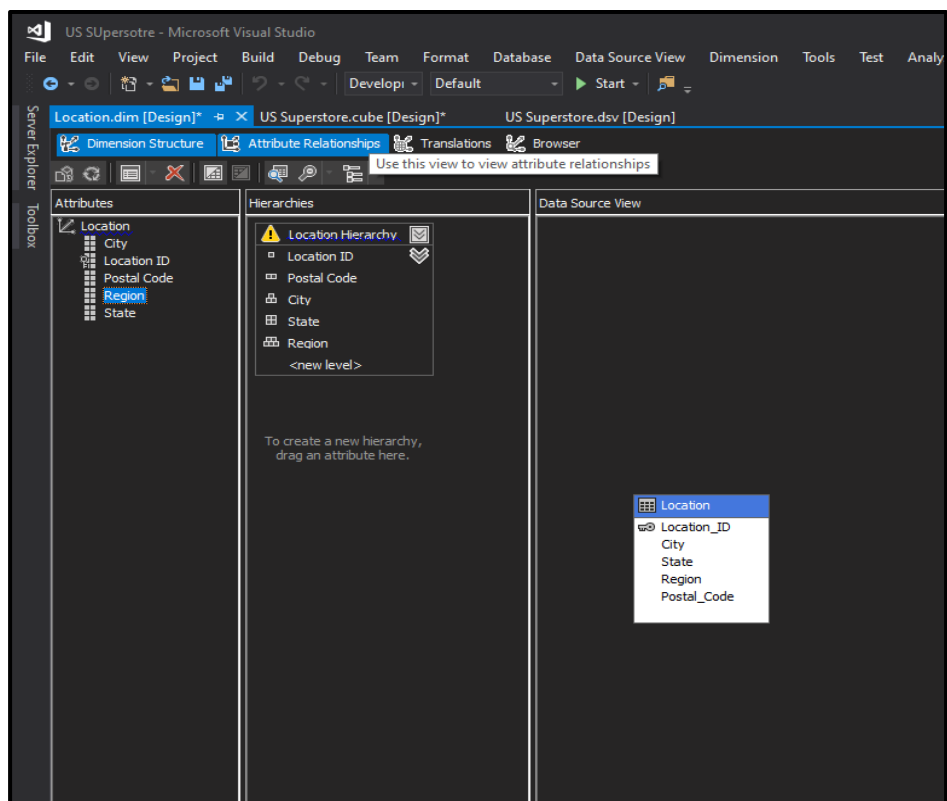 US SUpersotre - Microsoft Visual Studio
File Edit View Project Build Debug Team Format Database Data Source View Dimension Tools Test Analy
Developi Default Start
Server Explorer
Toolbox
Location.dim [Design]* US Superstore.cube [Design]* US Superstore.dsv [Design]
Dimension Structure Attribute Relationships Translations Browser
Use this view to view attribute relationships
Attributes
Location
City
Location ID
Postal Code
Region
State
Hierarchies
Location Hierarchy
Location ID
Postal Code
City
State
Region
<new level>
To create a new hierarchy,
drag an attribute here.
Data Source View
Location
Location_ID
City
State
Region
Postal_Code